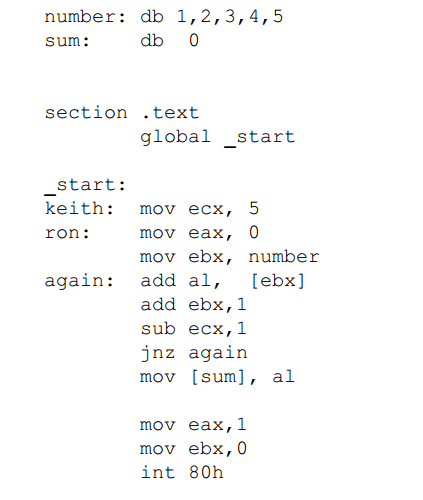 number: db 1,2,3,4,5
sum:    db  0
section .text
        global _start
_start:
keith:  mov ecx, 5
ron:    mov eax, 0
        mov ebx, number
again:  add al,  [ebx]
        add ebx,1
        sub ecx,1
        jnz again
        mov [sum], al
        mov eax,1
        mov ebx,0
        int 80h